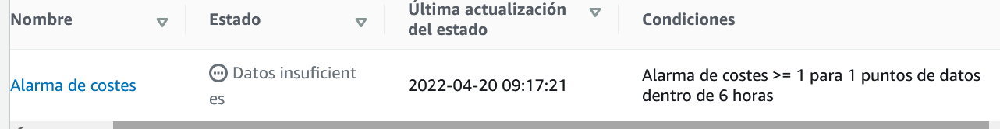 Nombre
Estado
Última actualización
del estado
Condiciones
Alarma de costes
Datos insuficient
es
2022-04-20 09:17:21
Alarma de costes >= 1 para 1 puntos de datos
dentro de 6 horas